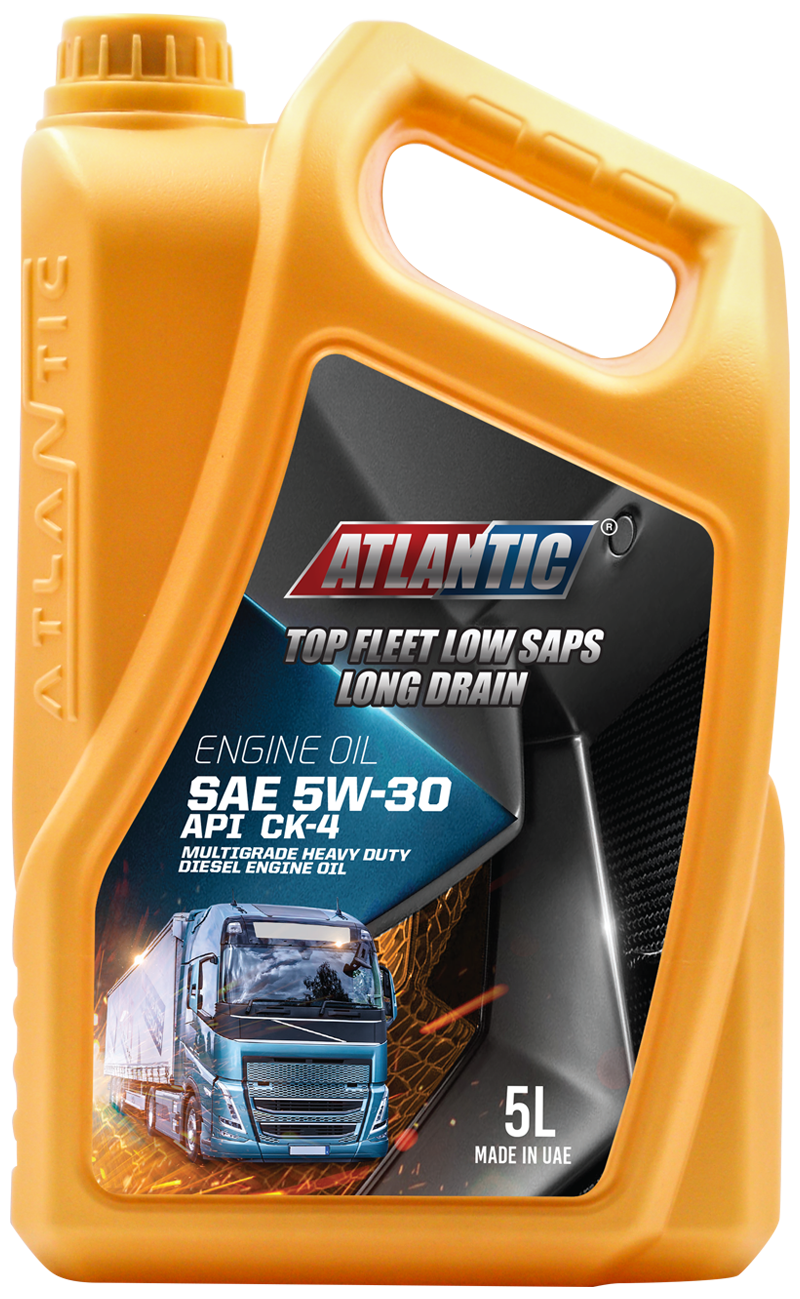 ATLANTIC
ATLANTIC ®
TOP FLEET LOW SAPS
LONG DRAIN
ENGINE OIL
SAE 5W-30
API CK-4
MULTIGRADE HEAVY DUTY
DIESEL ENGINE OIL
5L
MADE IN UAE